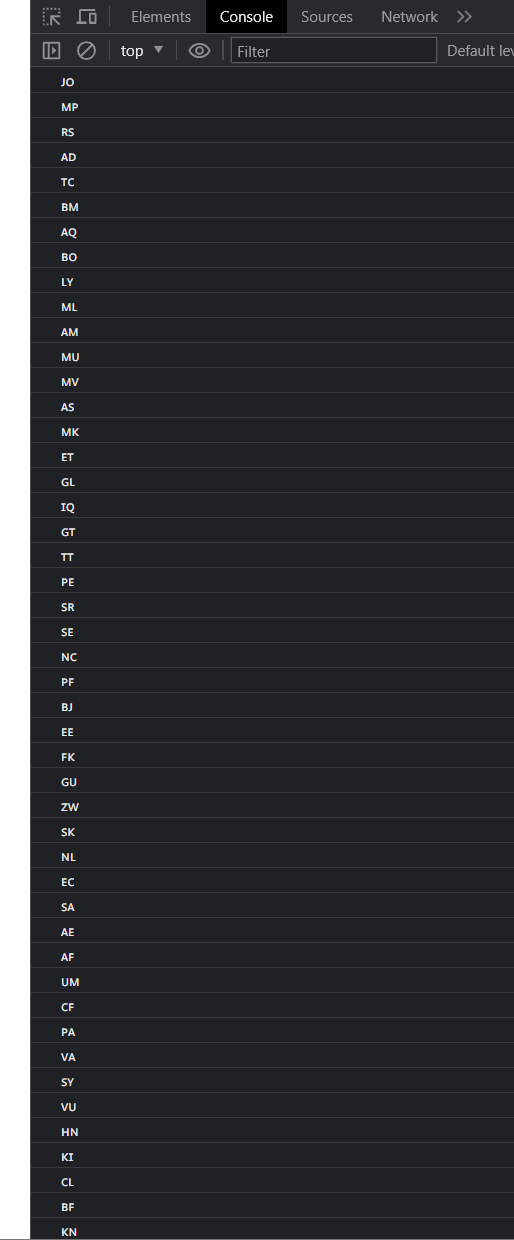 Elements Console Sources Network
top Filter Default lev
JO
MP
RS
AD
TC
BM
AQ
BO
LY
ML
AM
MU
MV
AS
MK
ET
GL
IQ
GT
TT
PE
SR
SE
NC
PF
BJ
EE
FK
GU
ZW
SK
NL
EC
SA
AE
AF
UM
CF
PA
VA
SY
VU
HN
KI
CL
BF
KN